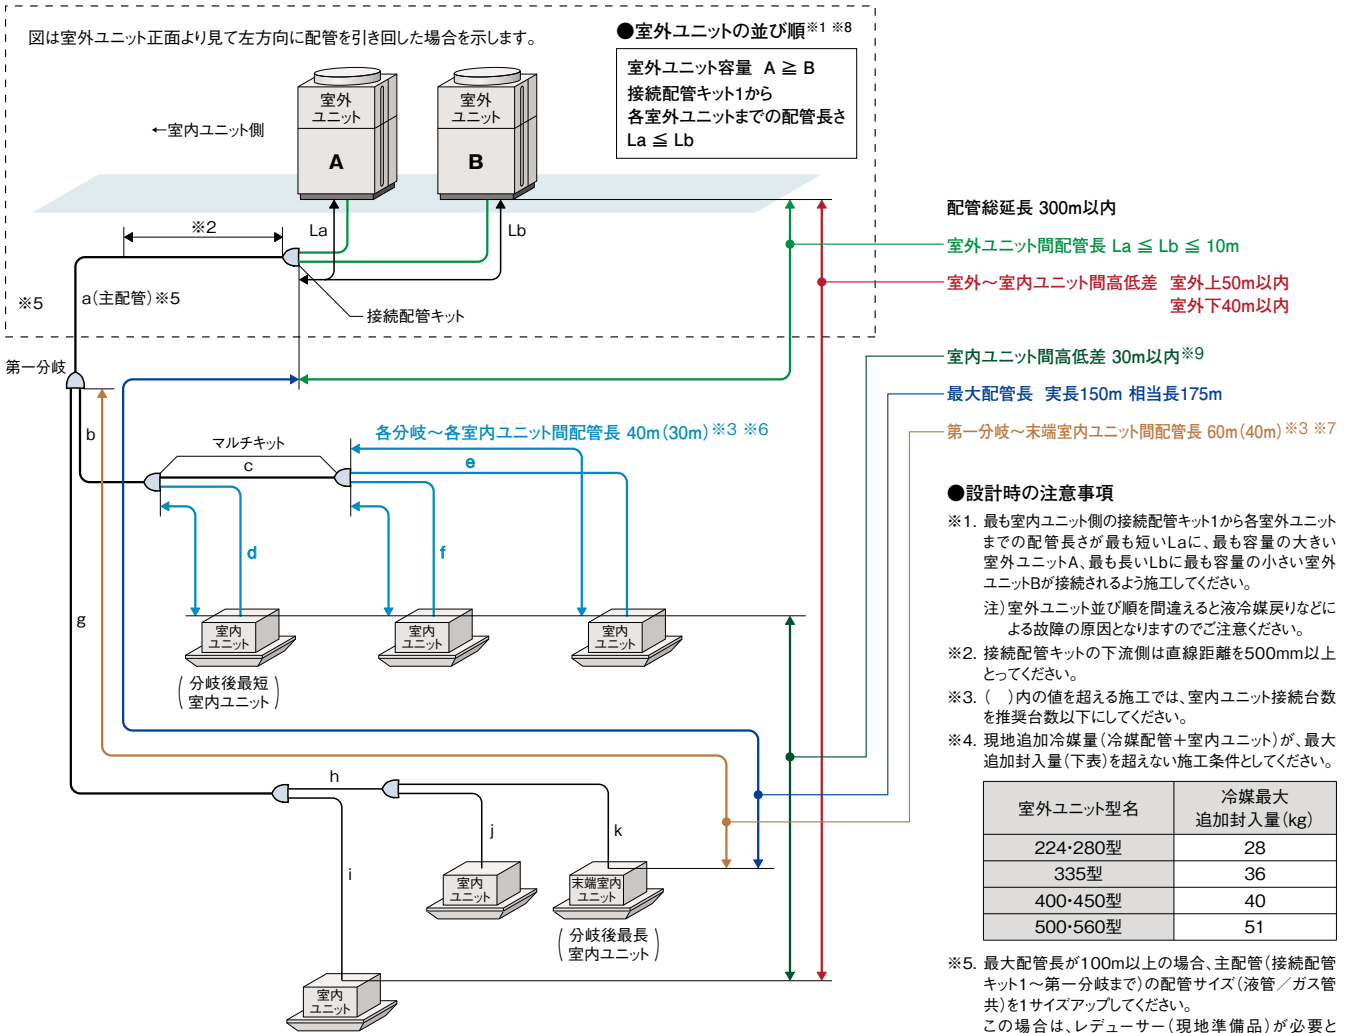 図は室外ユニット正面より見て左方向に配管を引き回した場合を示します。
●室外ユニットの並び順※1 ※8
室外ユニット容量 A ≧ B
接続配管キット1から
各室外ユニットまでの配管長さ
La ≦ Lb
←室内ユニット側
室外
ユニット
A
室外
ユニット
B
※2
La
Lb
a(主配管)※5
※5
接続配管キット
第一分岐
配管総延長 300m以内
室外ユニット間配管長 La ≦ Lb ≦ 10m
室外～室内ユニット間高低差 室外上50m以内
室外下40m以内
室内ユニット間高低差 30m以内※9
最大配管長 実長150m 相当長175m
第一分岐～末端室内ユニット間配管長 60m(40m)※3 ※7
b
マルチキット
c
各分岐～各室内ユニット間配管長 40m(30m)※3 ※6
e
d
f
g
室内
ユニット
室内
ユニット
室内
ユニット
(分岐後最短
室内ユニット)
h
j
k
i
室内
ユニット
末端室内
ユニット
(分岐後最長
室内ユニット)
室内
ユニット
●設計時の注意事項
※1. 最も室内ユニット側の接続配管キット1から各室外ユニット
までの配管長さが最も短いLaに、最も容量の大きい
室外ユニットA、最も長いLbに最も容量の小さい室外
ユニットBが接続されるよう施工してください。
注)室外ユニット並び順を間違えると液冷媒戻りなどに
よる故障の原因となりますのでご注意ください。
※2. 接続配管キットの下流側は直線距離を500mm以上
とってください。
※3. ( )内の値を超える施工では、室内ユニット接続台数
を推奨台数以下にしてください。
※4. 現地追加冷媒量(冷媒配管＋室内ユニット)が、最大
追加封入量(下表)を超えない施工条件としてください。
室外ユニット型名 冷媒最大
追加封入量(kg)
224・280型 28
335型 36
400・450型 40
500・560型 51
※5. 最大配管長が100m以上の場合、主配管(接続配管
キット1～第一分岐まで)の配管サイズ(液管／ガス管
共)を1サイズアップしてください。
この場合は、レデューサー(現地準備品)が必要と